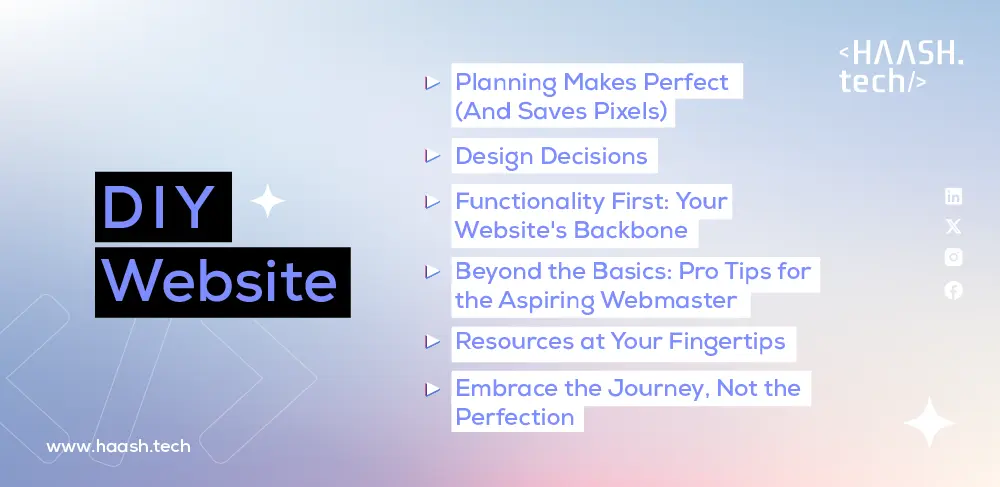 <HAASH.
tech/>
DIY
Website
Planning Makes Perfect
(And Saves Pixels)
Design Decisions
Functionality First: Your
Website's Backbone
Beyond the Basics: Pro Tips for
the Aspiring Webmaster
Resources at Your Fingertips
Embrace the Journey, Not the
Perfection
www.haash.tech